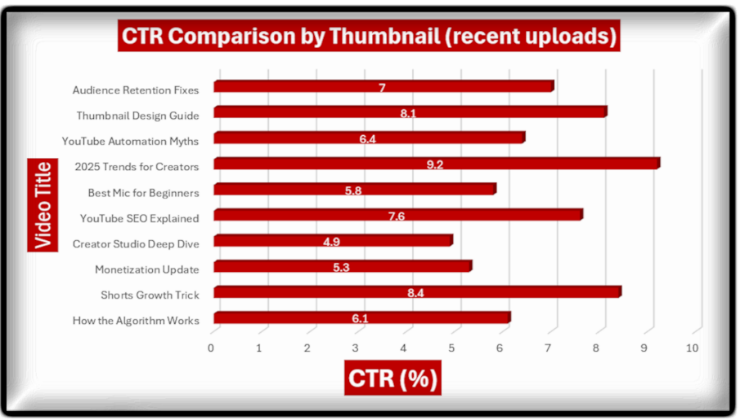 CTR Comparison by Thumbnail (recent uploads)
Video Title
Audience Retention Fixes 7
Thumbnail Design Guide 8.1
YouTube Automation Myths 6.4
2025 Trends for Creators 9.2
Best Mic for Beginners 5.8
YouTube SEO Explained 7.6
Creator Studio Deep Dive 4.9
Monetization Update 5.3
Shorts Growth Trick 8.4
How the Algorithm Works 6.1
0 1 2 3 4 5 6 7 8 9 10
CTR (%)